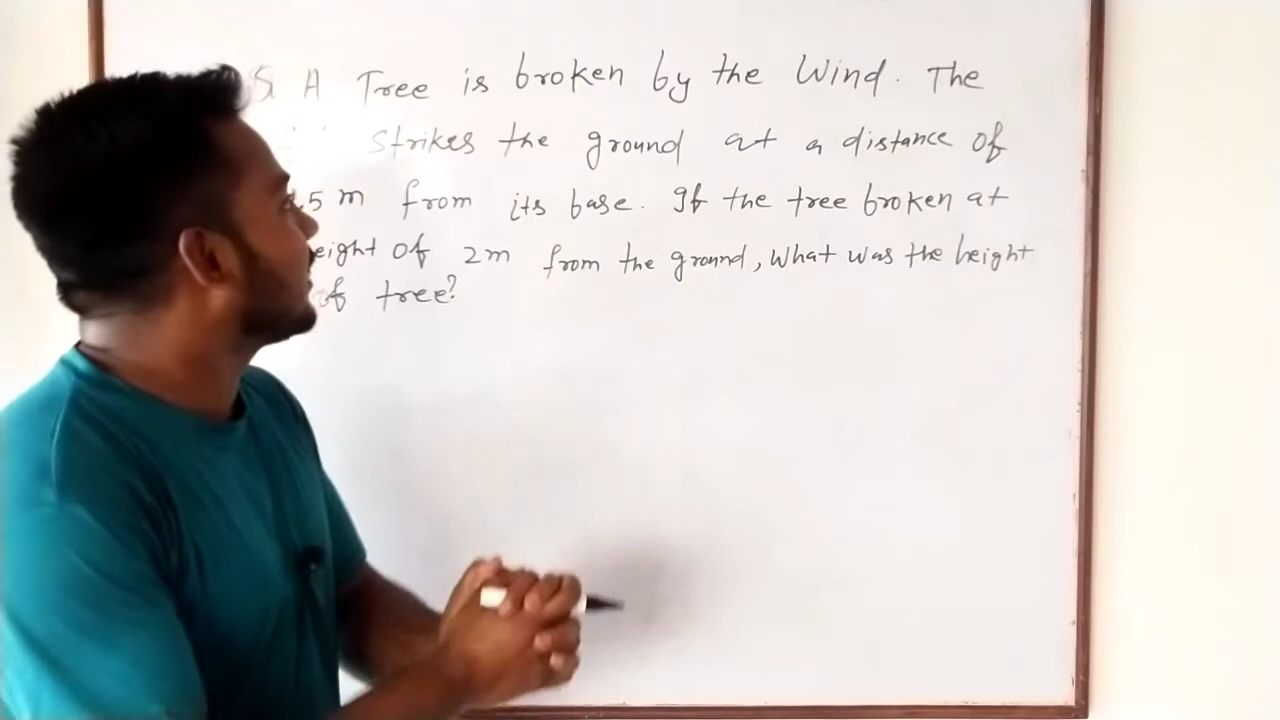 Q. A Tree is broken by the Wind. The
strikes the ground at a distance of
.5 m from its base. If the tree broken at
eight of 2m from the ground, what was the height
of tree?